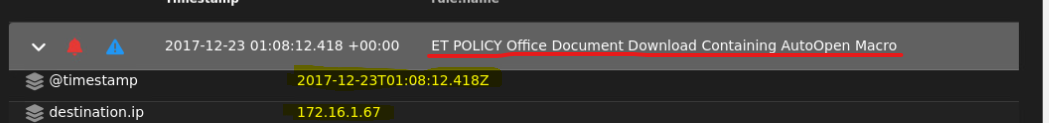 Timestamp rule.name
2017-12-23 01:08:12.418 +00:00 ET POLICY Office Document Download Containing AutoOpen Macro
@timestamp 2017-12-23T01:08:12.418Z
destination.ip 172.16.1.67